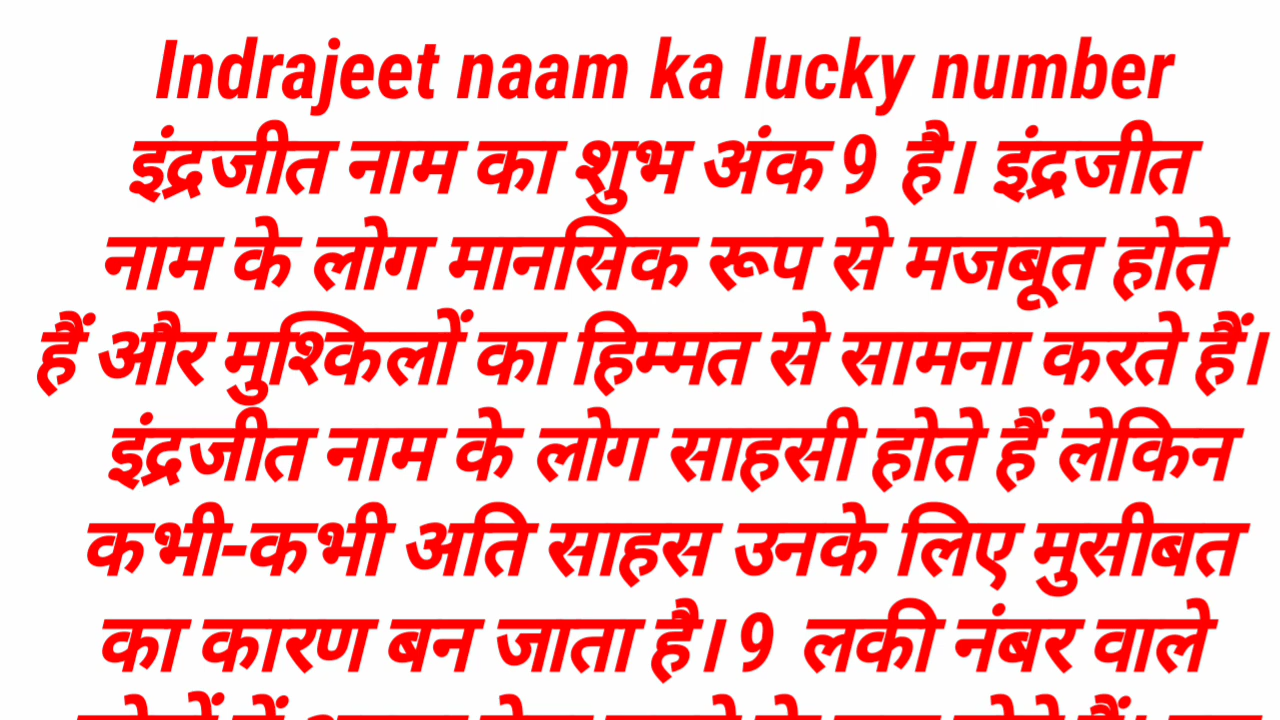 Indrajeet naam ka lucky number
इंद्रजीत नाम का शुभ अंक 9 है। इंद्रजीत
नाम के लोग मानसिक रूप से मजबूत होते
हैं और मुश्किलों का हिम्मत से सामना करते हैं।
इंद्रजीत नाम के लोग साहसी होते हैं लेकिन
कभी-कभी अति साहस उनके लिए मुसीबत
का कारण बन जाता है। 9 लकी नंबर वाले